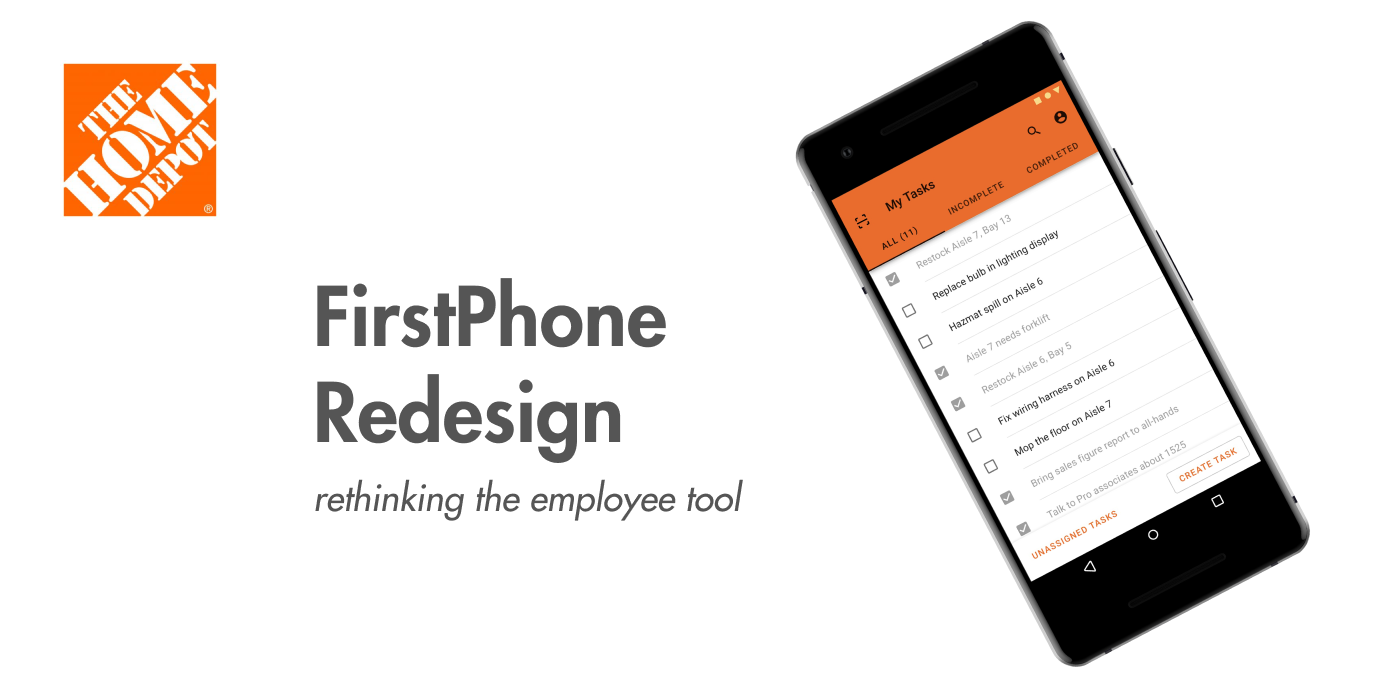 THE
HOME
DEPOT
®
FirstPhone
Redesign
rethinking the employee tool
My Tasks
ALL (11)
INCOMPLETE
COMPLETED
Restock Aisle 7, Bay 13
Replace bulb in lighting display
Hazmat spill on Aisle 6
Aisle 7 needs forklift
Restock Aisle 6, Bay 5
Fix wiring harness on Aisle 6
Mop the floor on Aisle 7
Bring sales figure report to all-hands
Talk to Pro associates about 1525
UNASSIGNED TASKS
CREATE TASK